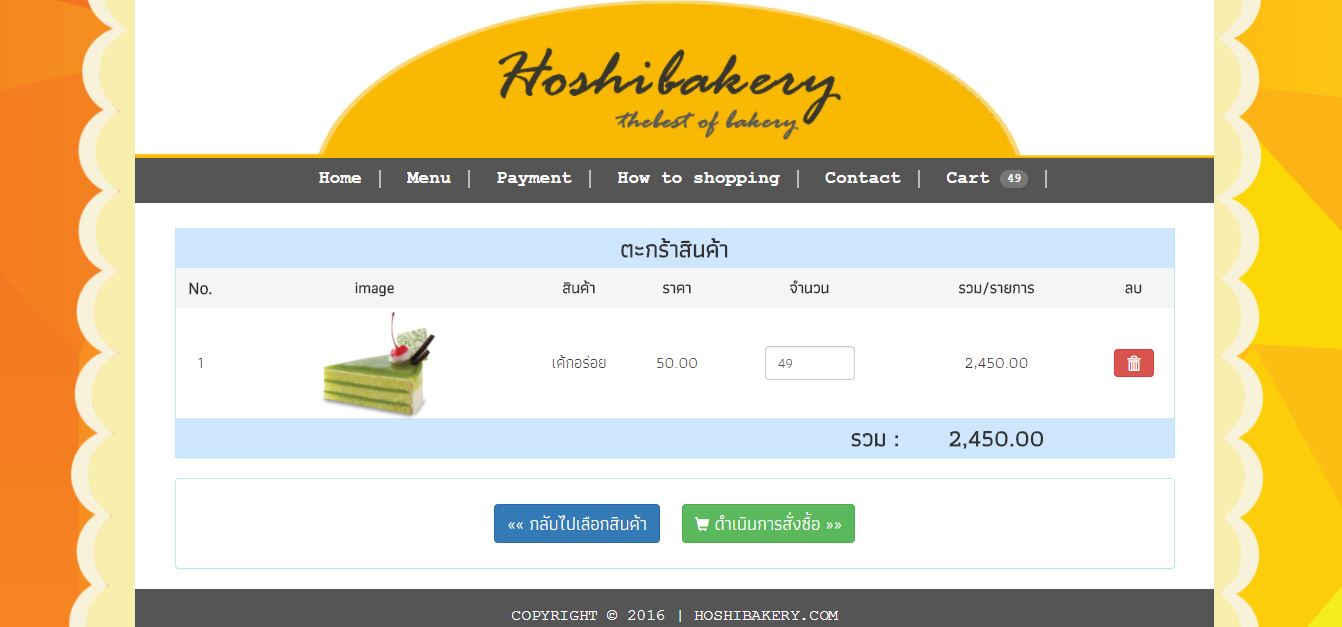 Hoshibakery
thebest of bakery
Home | Menu | Payment | How to shopping | Contact | Cart 49 |
ตะกร้าสินค้า
No. image สินค้า ราคา จำนวน รวม/รายการ ลบ
1 เค้กอร่อย 50.00 49 2,450.00
รวม : 2,450.00
«« กลับไปเลือกสินค้า ดำเนินการสั่งซื้อ »»
COPYRIGHT © 2016 | HOSHIBAKERY.COM